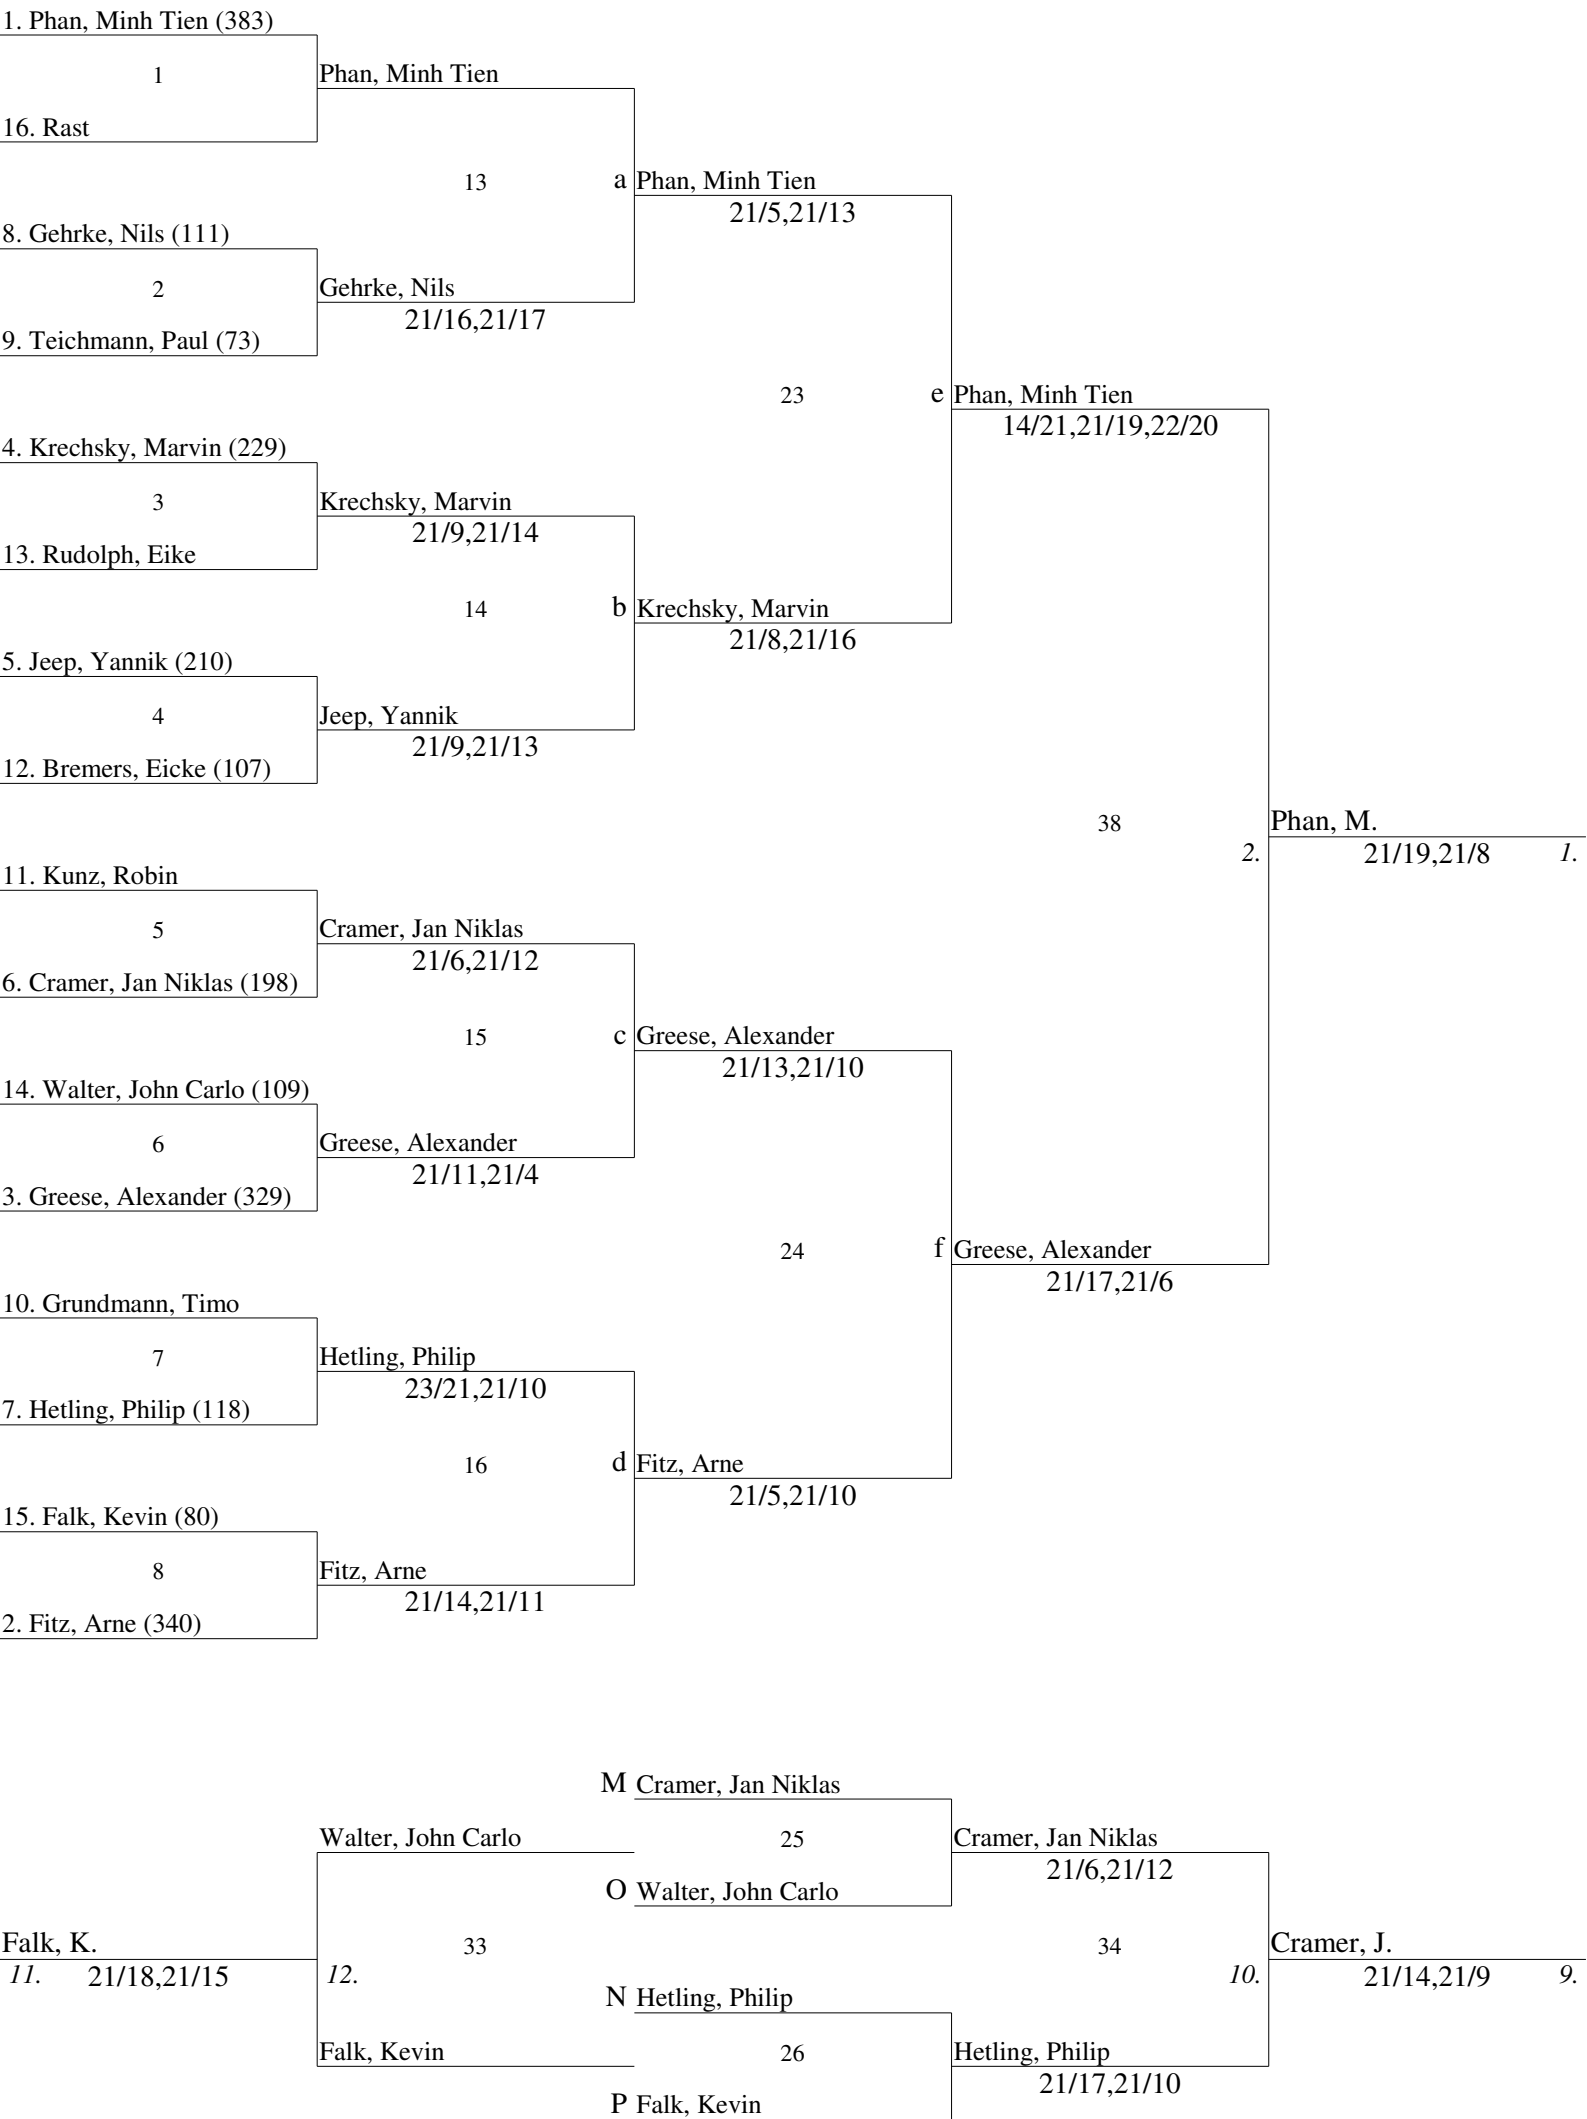 1. Phan, Minh Tien (383)
1
Phan, Minh Tien
16. Rast
13
a Phan, Minh Tien
21/5,21/13
8. Gehrke, Nils (111)
2
Gehrke, Nils
21/16,21/17
9. Teichmann, Paul (73)
23
e Phan, Minh Tien
14/21,21/19,22/20
4. Krechsky, Marvin (229)
3
Krechsky, Marvin
21/9,21/14
13. Rudolph, Eike
14
b Krechsky, Marvin
21/8,21/16
5. Jeep, Yannik (210)
4
Jeep, Yannik
21/9,21/13
12. Bremers, Eicke (107)
38
Phan, M.
2.
21/19,21/8
1.
11. Kunz, Robin
5
Cramer, Jan Niklas
21/6,21/12
6. Cramer, Jan Niklas (198)
15
c Greese, Alexander
21/13,21/10
14. Walter, John Carlo (109)
6
Greese, Alexander
21/11,21/4
3. Greese, Alexander (329)
24
f Greese, Alexander
21/17,21/6
10. Grundmann, Timo
7
Hetling, Philip
23/21,21/10
7. Hetling, Philip (118)
16
d Fitz, Arne
21/5,21/10
15. Falk, Kevin (80)
8
Fitz, Arne
21/14,21/11
2. Fitz, Arne (340)
M Cramer, Jan Niklas
Walter, John Carlo
25
Cramer, Jan Niklas
21/6,21/12
O Walter, John Carlo
Falk, K.
33
34
Cramer, J.
11.
21/18,21/15
12.
10.
21/14,21/9
9.
N Hetling, Philip
Falk, Kevin
26
Hetling, Philip
21/17,21/10
P Falk, Kevin